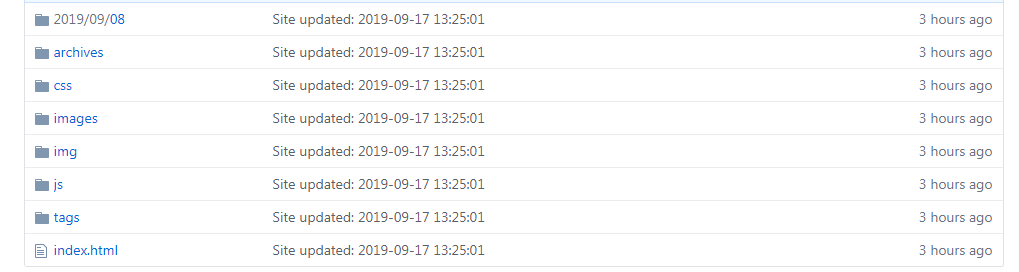 2019/09/08 Site updated: 2019-09-17 13:25:01 3 hours ago
archives Site updated: 2019-09-17 13:25:01 3 hours ago
css Site updated: 2019-09-17 13:25:01 3 hours ago
images Site updated: 2019-09-17 13:25:01 3 hours ago
img Site updated: 2019-09-17 13:25:01 3 hours ago
js Site updated: 2019-09-17 13:25:01 3 hours ago
tags Site updated: 2019-09-17 13:25:01 3 hours ago
index.html Site updated: 2019-09-17 13:25:01 3 hours ago